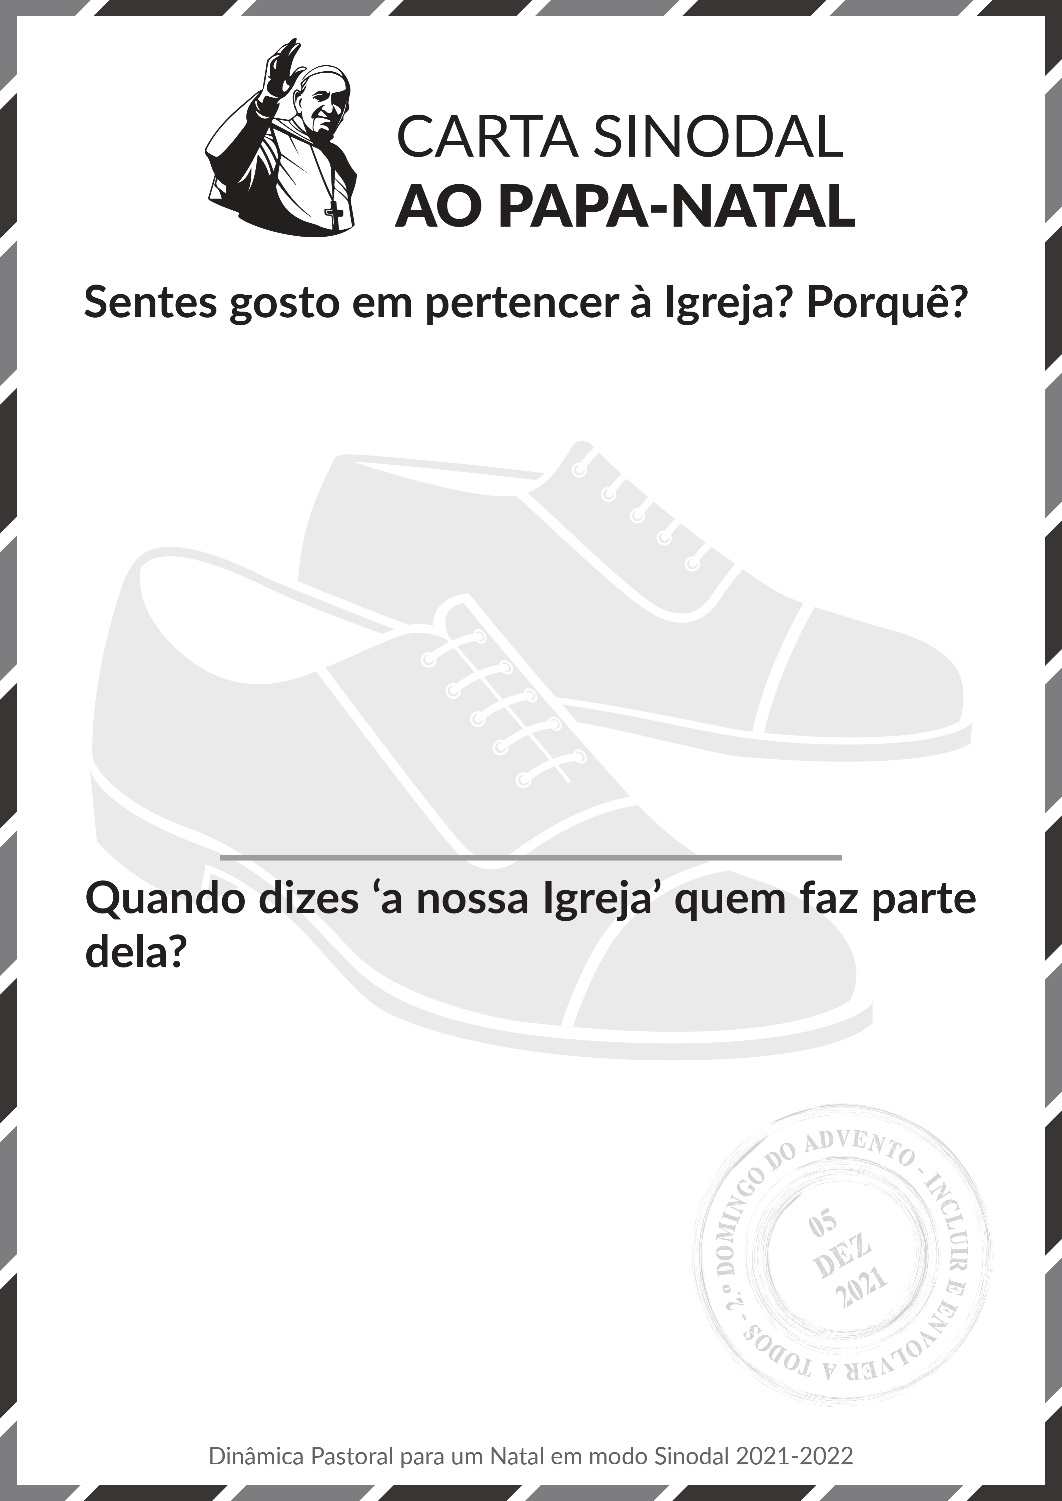 CARTA SINODAL
AO PAPA-NATAL
Sentes gosto em pertencer à Igreja? Porquê?
Quando dizes ‘a nossa Igreja’ quem faz parte
dela?
2.º DOMINGO DO ADVENTO - INCLUIR E ENVOLVER A TODOS -
05
DEZ
2021
Dinâmica Pastoral para um Natal em modo Sinodal 2021-2022